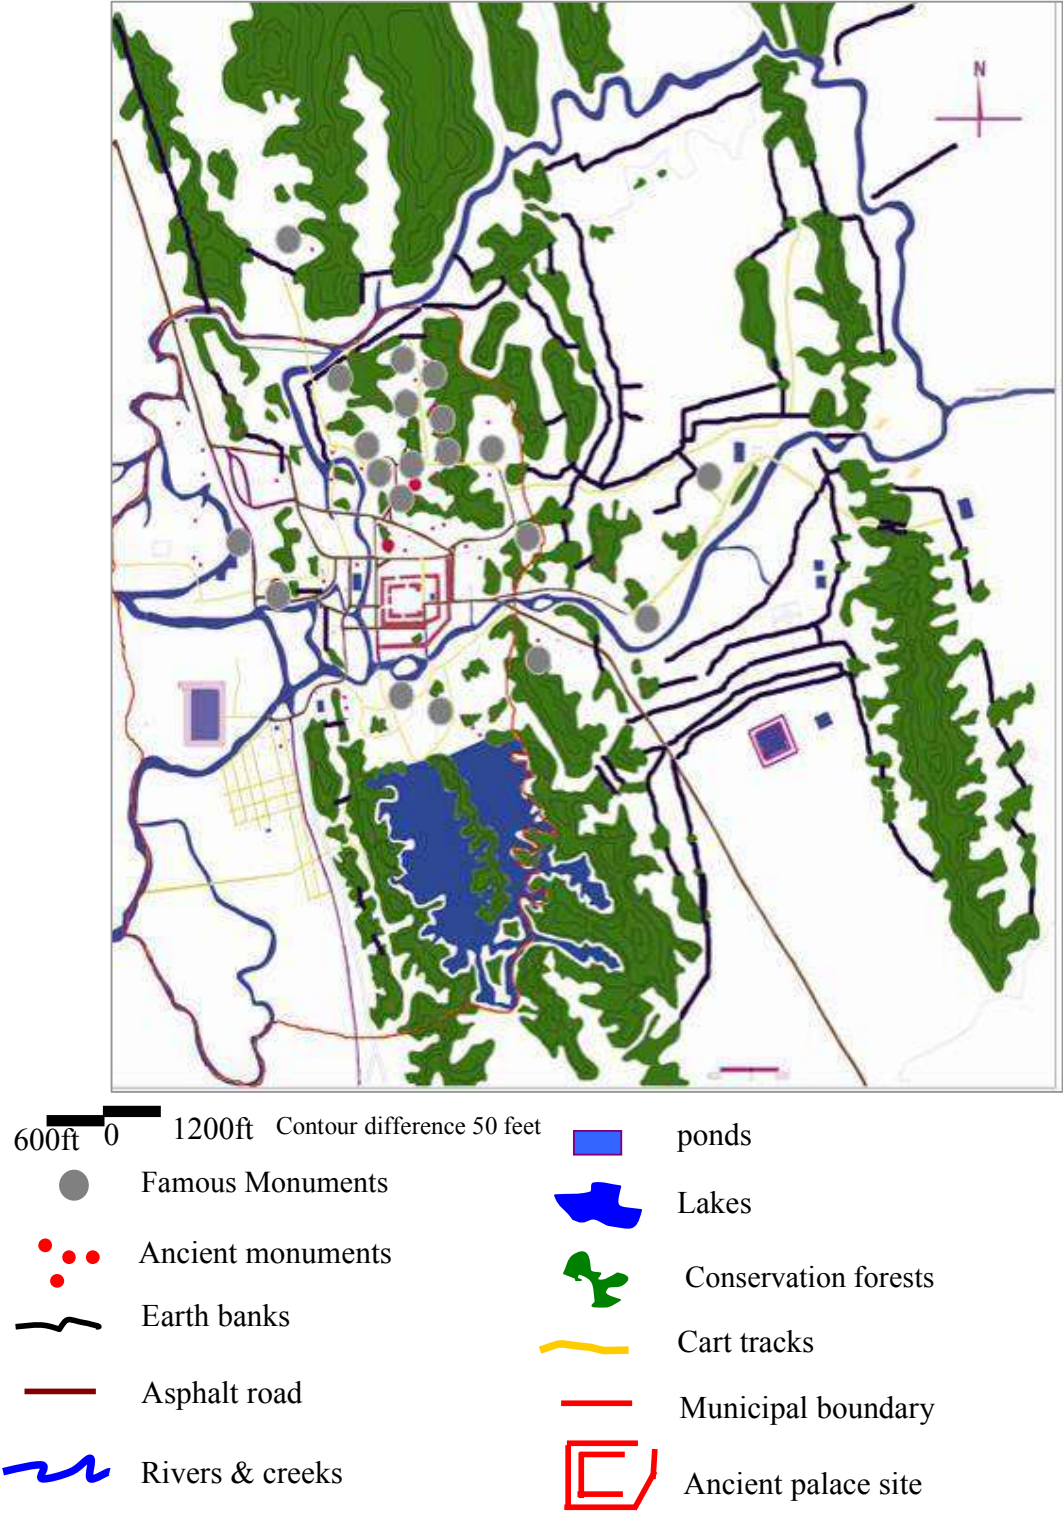 N
600ft 0 1200ft Contour difference 50 feet
Famous Monuments
Ancient monuments
Earth banks
Asphalt road
Rivers & creeks
ponds
Lakes
Conservation forests
Cart tracks
Municipal boundary
Ancient palace site